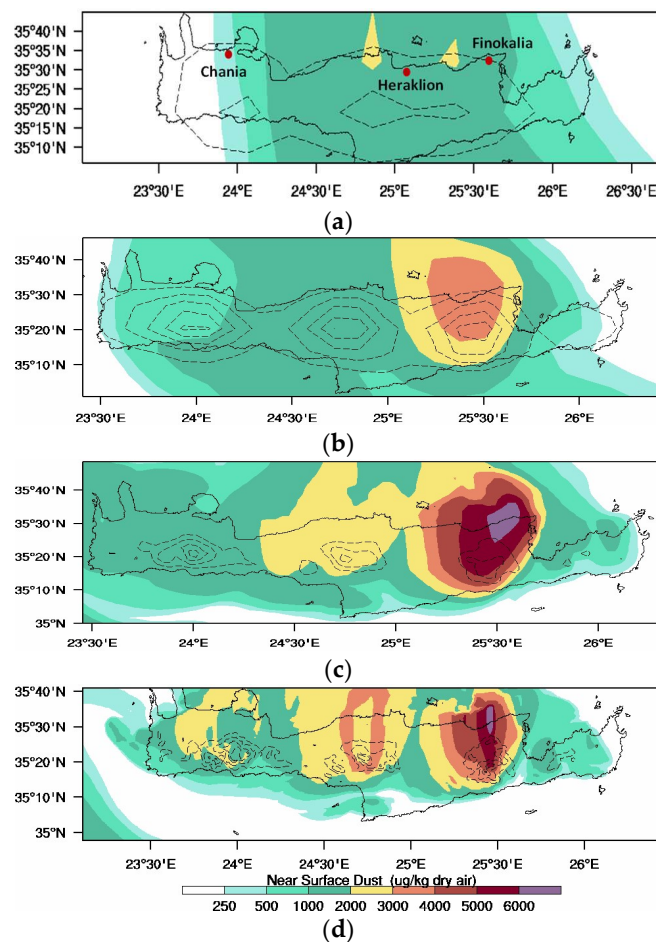 35°40'N
35°35'N
35°30'N
35°20'N
35°15'N
35°10'N
Finokalia
Chania
Heraklion
23°30'E 24°E 24°30'E 25°E 25°30'E 26°E 26°30'E
(a)
35°40'N
35°30'N
35°20'N
35°10'N
23°30'E 24°E 24°30'E 25°E 25°30'E 26°E
(b)
35°40'N
35°30'N
35°20'N
35°10'N
35°N
23°30'E 24°E 24°30'E 25°E 25°30'E 26°E
(c)
35°40'N
35°30'N
35°20'N
35°10'N
35°N
23°30'E 24°E 24°30'E 25°E 25°30'E 26°E
Near Surface Dust (ug/kg dry air)
250 500 1000 2000 3000 4000 5000 6000
(d)